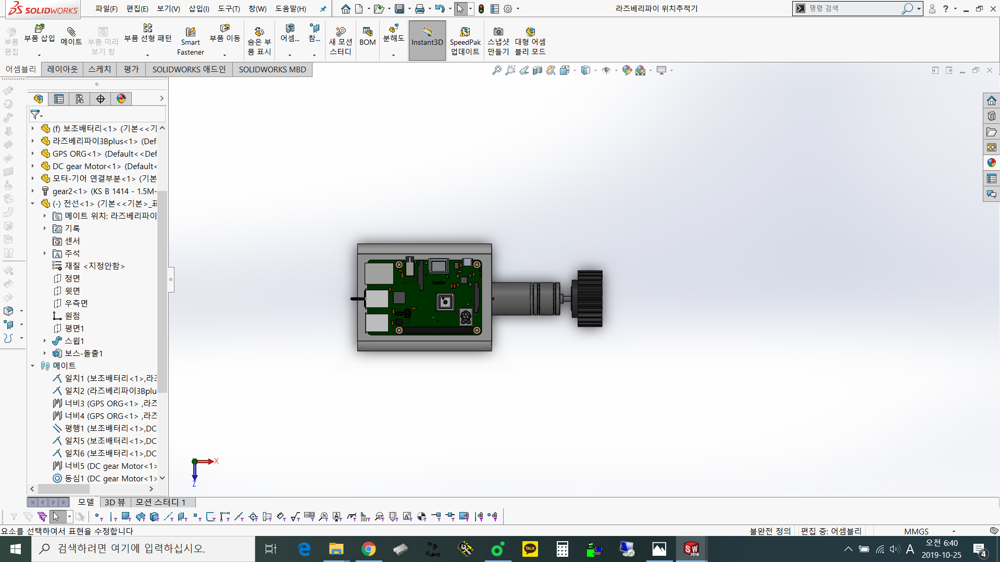 SOLIDWORKS
파일(F) 편집(E) 보기(V) 삽입(I) 도구(T) 창(W) 도움말(H)
라즈베리파이 위치추적기
명령 검색
부품 편집
부품 삽입
메이트
부품 미리 보기 창
부품 선형 패턴
Smart Fastener
부품 이동
숨은 부품 표시
어셈...
참...
새 모션 스터디
BOM
분해도
Instant3D
SpeedPak 업데이트
스냅샷 만들기
대형 어셈블리 모드
어셈블리 레이아웃 스케치 평가 SOLIDWORKS 애드인 SOLIDWORKS MBD
(f) 보조배터리<1> (기본<<기
라즈베리파이3Bplus<1> (Def
GPS ORG<1> (Default<<Def
DC gear Motor<1> (Default<
모터-기어 연결부분<1> (기본
gear2<1> (KS B 1414 - 1.5M-
(-) 전선<1> (기본<<기본>_표
메이트 위치: 라즈베리파이
기록
센서
주석
재질 <지정안함>
정면
윗면
우측면
원점
평면1
스윕1
보스-돌출1
메이트
일치1 (보조배터리<1>,라즈
일치2 (라즈베리파이3Bplu
너비3 (GPS ORG<1> ,라즈
너비4 (GPS ORG<1> ,라즈
평행1 (보조배터리<1>,DC
일치5 (보조배터리<1>,DC
일치6 (보조배터리<1>,DC
너비5 (DC gear Motor<1>
동심1 (DC gear Motor<1>
X
Z
모델 3D 뷰 모션 스터디 1
요소를 선택하여서 표현을 수정합니다
불완전 정의 편집 중: 어셈블리 MMGS
검색하려면 여기에 입력하십시오.
My Robot
TALK
SW 2018
A
오전 6:40
2019-10-25
4